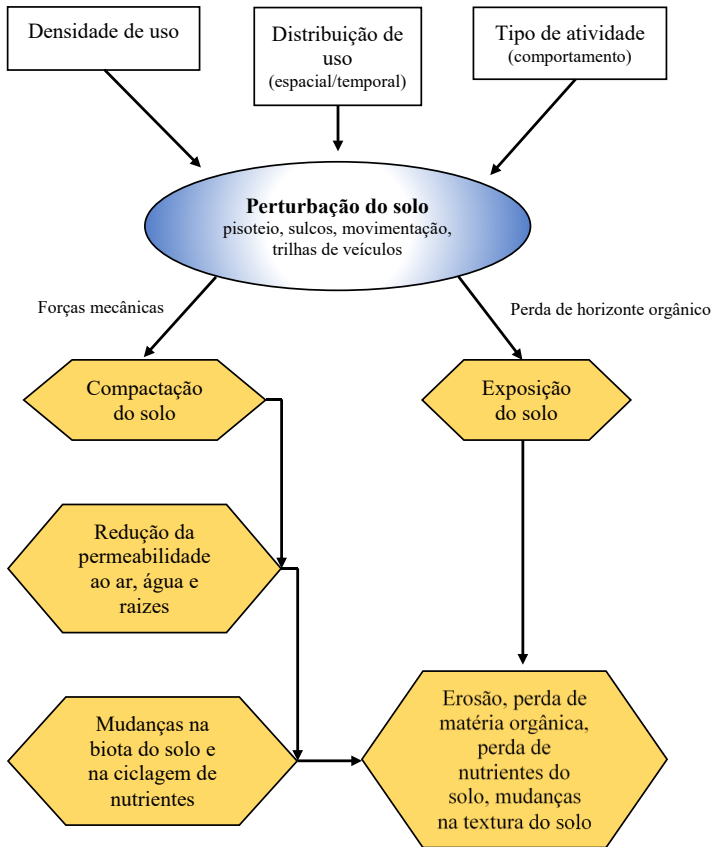 Densidade de uso
Distribuição de
uso
(espacial/temporal)
Tipo de atividade
(comportamento)
Perturbação do solo
pisoteio, sulcos, movimentação,
trilhas de veículos
Forças mecânicas
Perda de horizonte orgânico
Compactação
do solo
Exposição
do solo
Redução da
permeabilidade
ao ar, água e
raizes
Mudanças na
biota do solo e
na ciclagem de
nutrientes
Erosão, perda de
matéria orgânica,
perda de
nutrientes do
solo, mudanças
na textura do solo